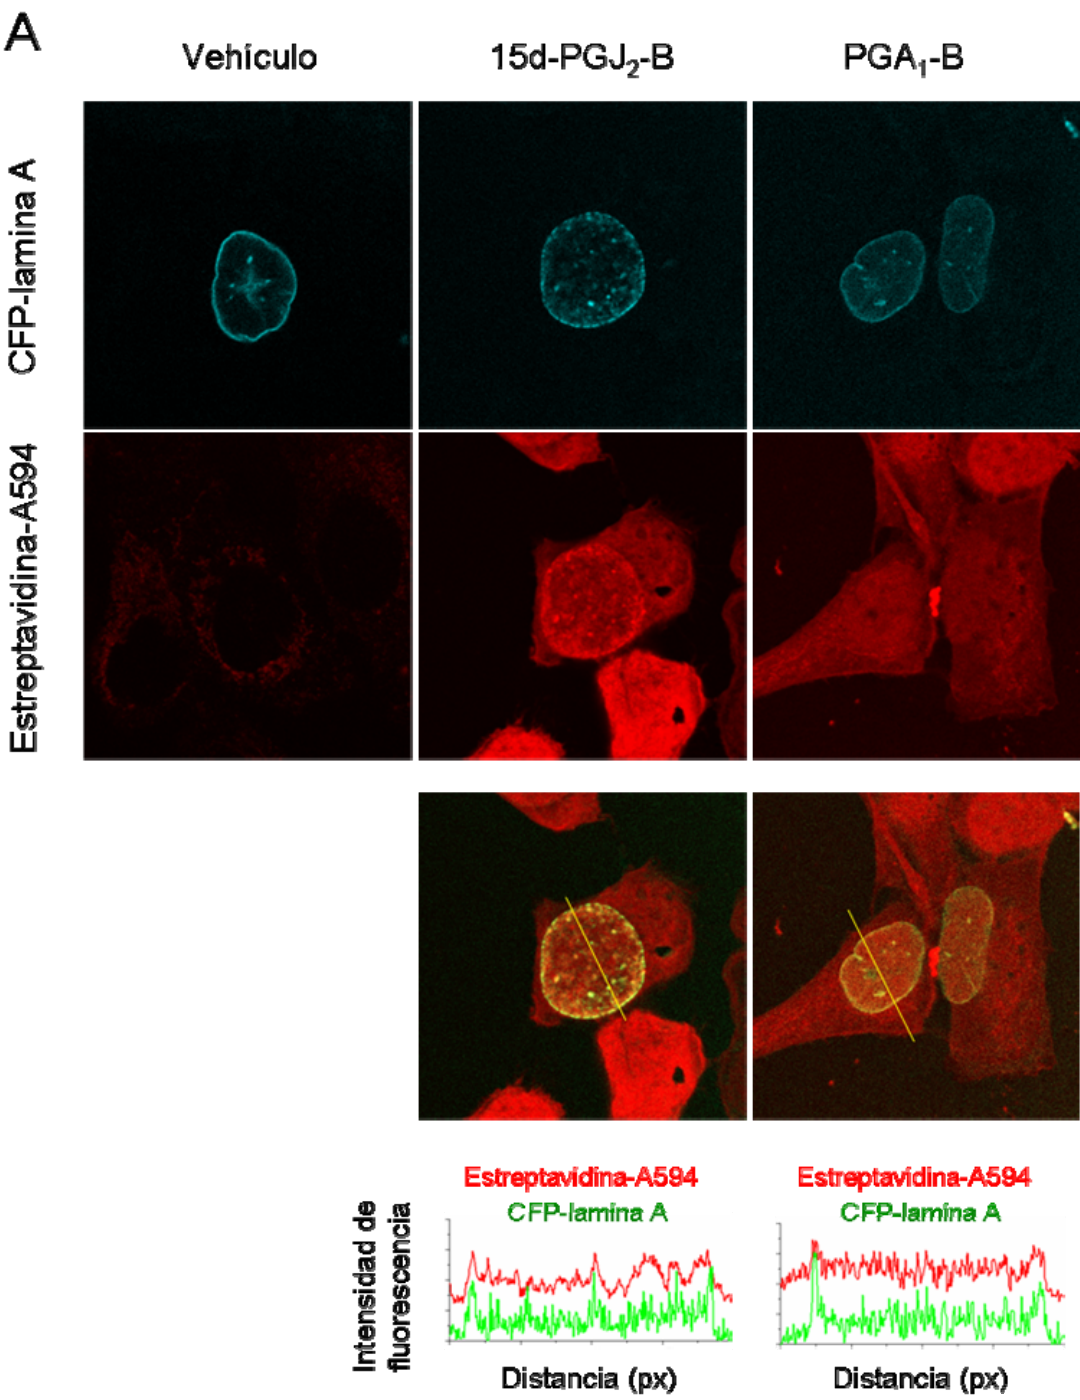 A
Vehículo
15d-PGJ₂-B
PGA₁-B
CFP-lamina A
Estreptavidina-A594
Estreptavidina-A594
CFP-lamina A
Estreptavidina-A594
CFP-lamina A
Intensidad de
fluorescencia
Distancia (px)
Distancia (px)